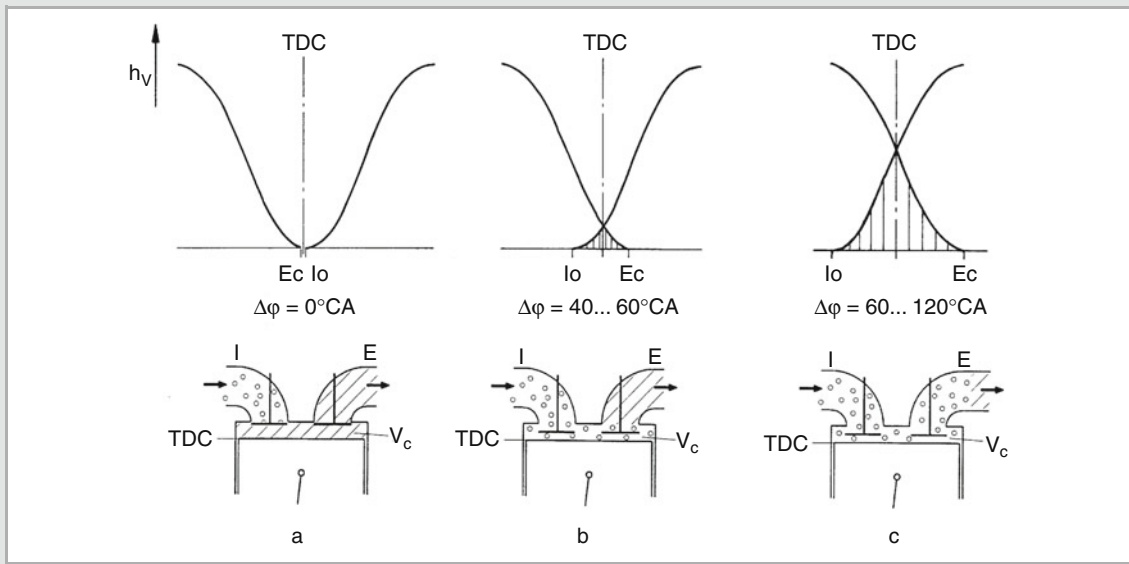 TDC TDC TDC
h_V
Ec Io Io Ec Io Ec
Δφ = 0°CA Δφ = 40... 60°CA Δφ = 60... 120°CA
I E I E I E
TDC V_c TDC V_c TDC V_c
a b c